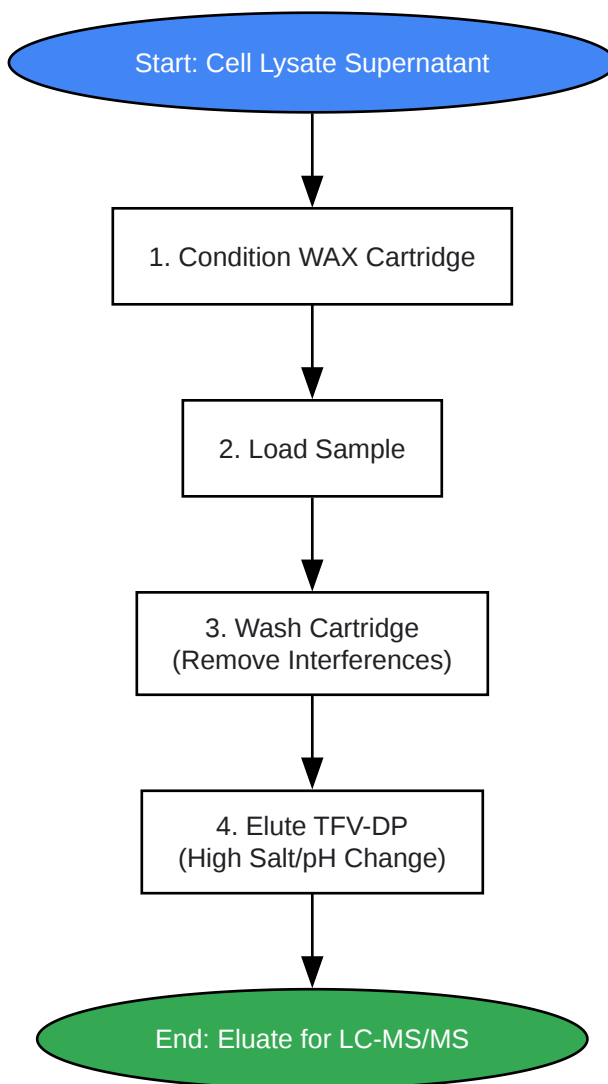 Start: Cell Lysate Supernatant
1. Condition WAX Cartridge
2. Load Sample
3. Wash Cartridge
(Remove Interferences)
4. Elute TFV-DP
(High Salt/pH Change)
End: Eluate for LC-MS/MS